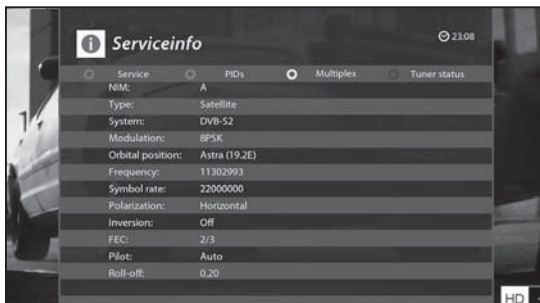 Serviceinfo
23:08
Service PIDs Multiplex Tuner status
NIM: A
Type: Satellite
System: DVB-S2
Modulation: 8PSK
Orbital position: Astra (19.2E)
Frequency: 11302993
Symbol rate: 22000000
Polarization: Horizontal
Inversion: Off
FEC: 2/3
Pilot: Auto
Roll-off: 0.20
HD